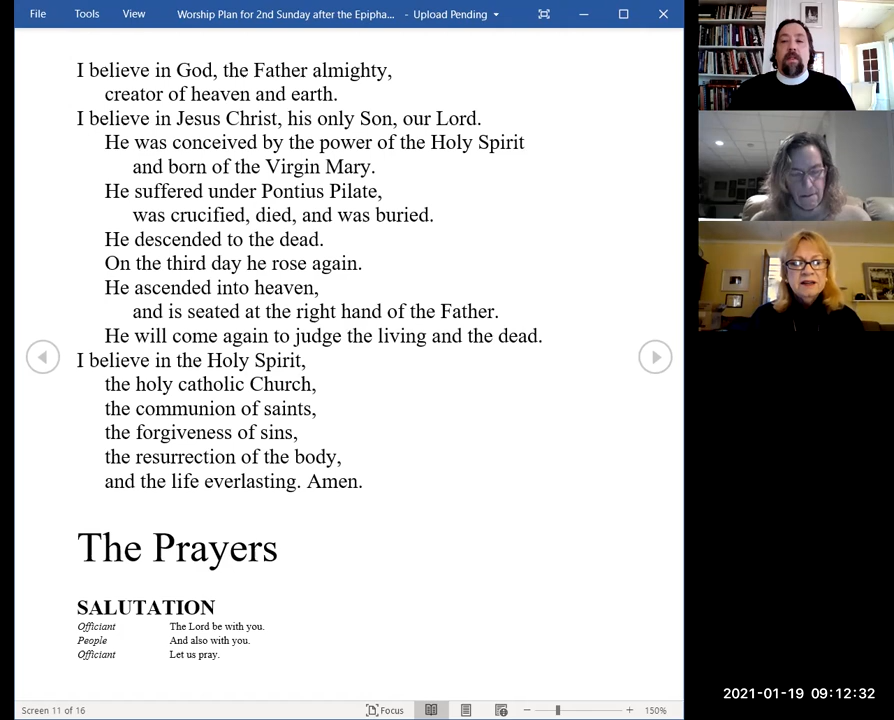 File Tools View Worship Plan for 2nd Sunday after the Epipha... - Upload Pending
I believe in God, the Father almighty,
creator of heaven and earth.
I believe in Jesus Christ, his only Son, our Lord.
He was conceived by the power of the Holy Spirit
and born of the Virgin Mary.
He suffered under Pontius Pilate,
was crucified, died, and was buried.
He descended to the dead.
On the third day he rose again.
He ascended into heaven,
and is seated at the right hand of the Father.
He will come again to judge the living and the dead.
I believe in the Holy Spirit,
the holy catholic Church,
the communion of saints,
the forgiveness of sins,
the resurrection of the body,
and the life everlasting. Amen.
The Prayers
SALUTATION
Officiant The Lord be with you.
People And also with you.
Officiant Let us pray.
Screen 11 of 16 Focus 150%
2021-01-19 09:12:32